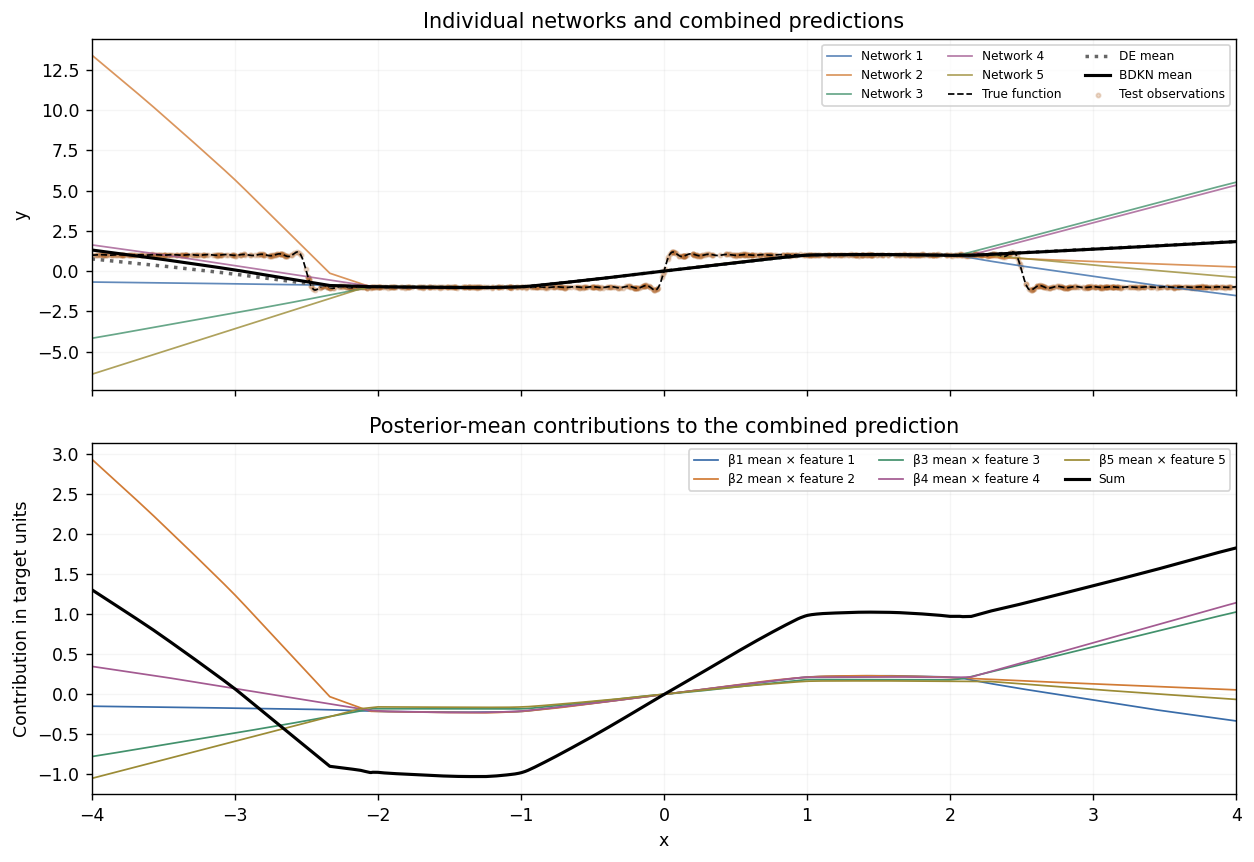 Individual networks and combined predictions
12.5
10.0
7.5
5.0
2.5
0.0
−2.5
−5.0
y
Network 1
Network 2
Network 3
Network 4
Network 5
True function
DE mean
BDKN mean
Test observations
Posterior-mean contributions to the combined prediction
3.0
2.5
2.0
1.5
1.0
0.5
0.0
−0.5
−1.0
Contribution in target units
β1 mean × feature 1
β2 mean × feature 2
β3 mean × feature 3
β4 mean × feature 4
β5 mean × feature 5
Sum
−4 −3 −2 −1 0 1 2 3 4
x